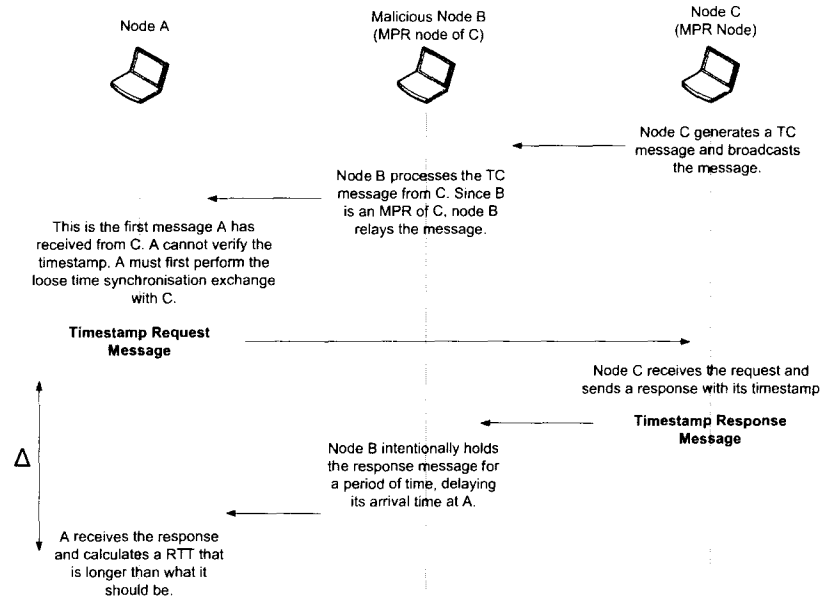 Node A
Malicious Node B
(MPR node of C)
Node C
(MPR Node)
Node C generates a TC
message and broadcasts
the message.
Node B processes the TC
message from C. Since B
is an MPR of C, node B
relays the message.
This is the first message A has
received from C. A cannot verify the
timestamp. A must first perform the
loose time synchronisation exchange
with C.
Timestamp Request
Message
Node C receives the request and
sends a response with its timestamp
Timestamp Response
Message
Δ
Node B intentionally holds
the response message for
a period of time, delaying
its arrival time at A.
A receives the response
and calculates a RTT that
is longer than what it
should be.